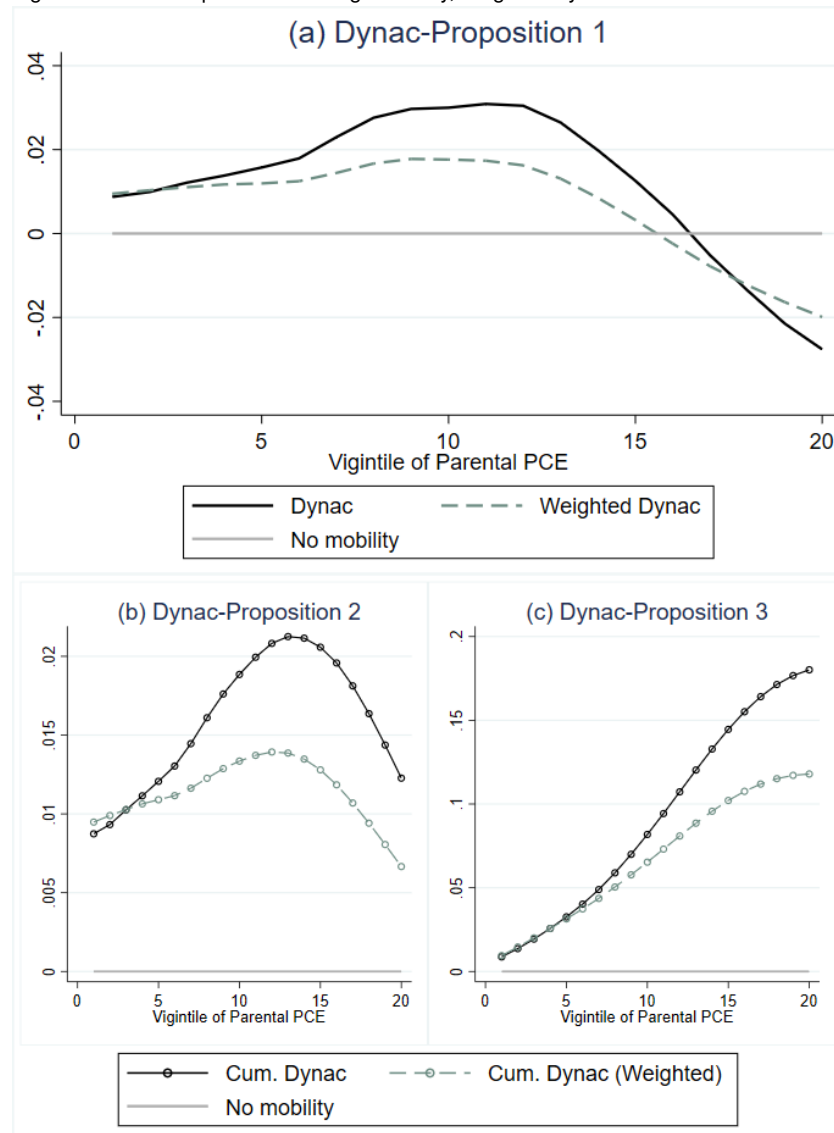 (a) Dynac-Proposition 1
.04
.02
0
-.02
-.04
0 5 10 15 20
Vigintile of Parental PCE
Dynac Weighted Dynac
No mobility
(b) Dynac-Proposition 2
.02
.015
.01
.005
0
0 5 10 15 20
Vigintile of Parental PCE
(c) Dynac-Proposition 3
.2
.15
.1
.05
0
0 5 10 15 20
Vigintile of Parental PCE
Cum. Dynac Cum. Dynac (Weighted)
No mobility